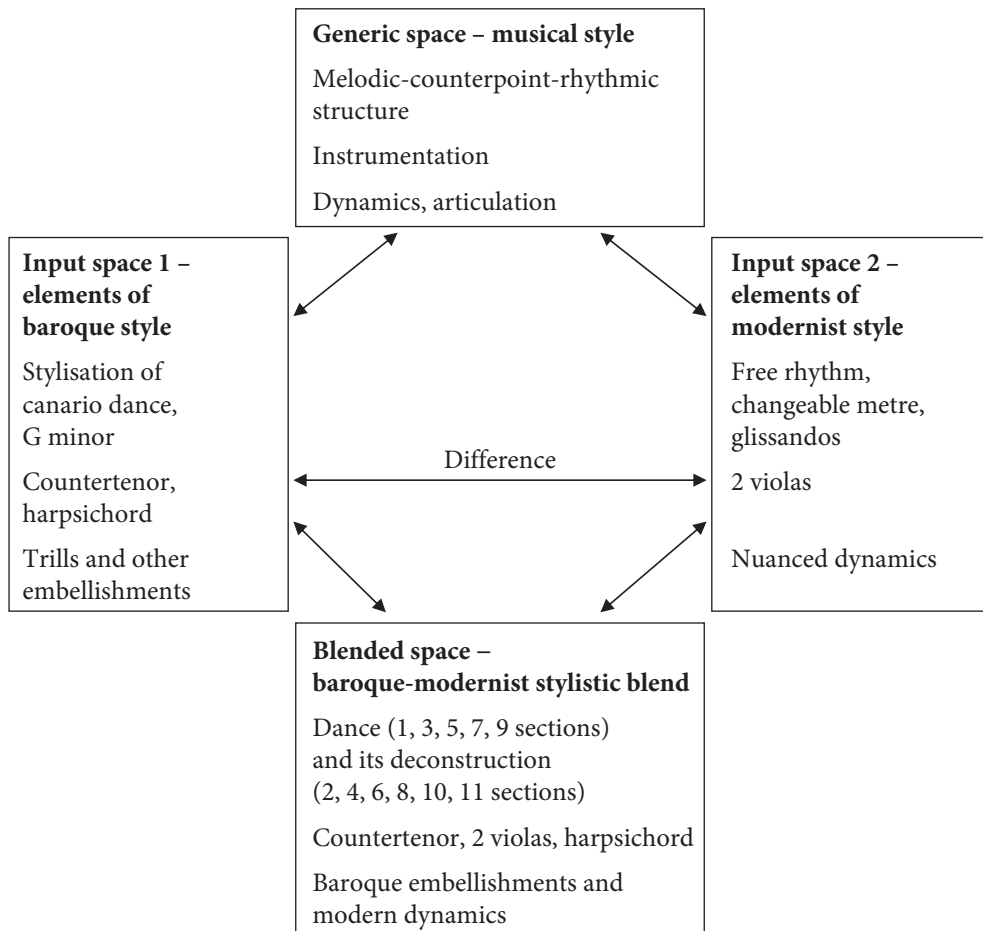 Generic space – musical style
Melodic-counterpoint-rhythmic
structure
Instrumentation
Dynamics, articulation
Input space 1 –
elements of
baroque style
Stylisation of
canario dance,
G minor
Countertenor,
harpsichord
Trills and other
embellishments
Difference
Input space 2 –
elements of
modernist style
Free rhythm,
changeable metre,
glissandos
2 violas
Nuanced dynamics
Blended space –
baroque-modernist stylistic blend
Dance (1, 3, 5, 7, 9 sections)
and its deconstruction
(2, 4, 6, 8, 10, 11 sections)
Countertenor, 2 violas, harpsichord
Baroque embellishments and
modern dynamics